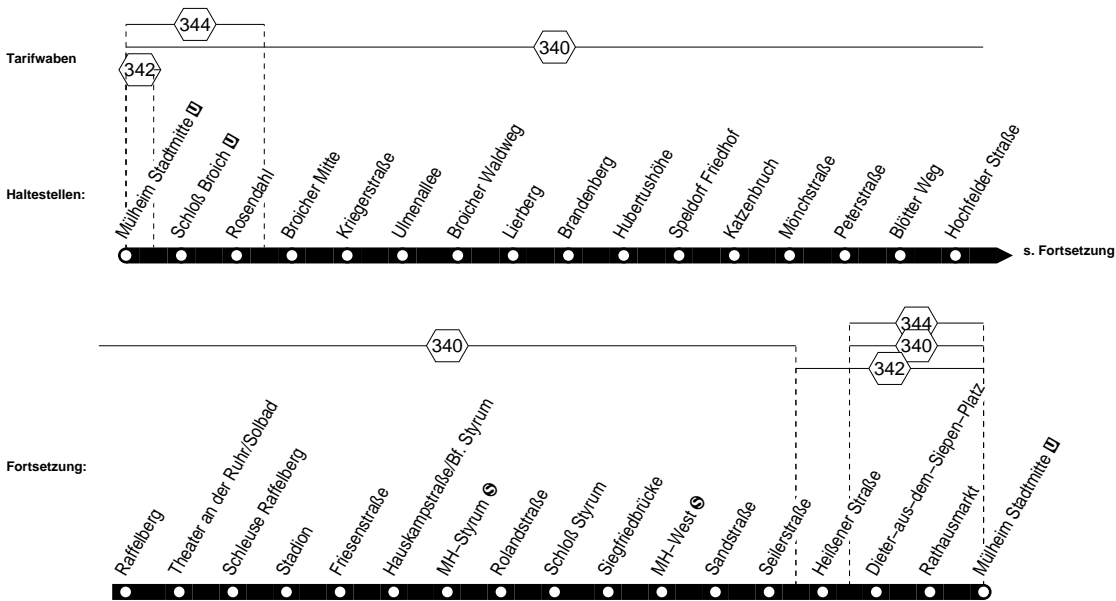 344
340
Tarifwaben
342
Haltestellen:
Mülheim Stadtmitte U
Schloß Broich U
Rosendahl
Broicher Mitte
Kriegerstraße
Ulmenallee
Broicher Waldweg
Lierberg
Brandenberg
Hubertushöhe
Speldorf Friedhof
Katzenbruch
Mönchstraße
Peterstraße
Blötter Weg
Hochfelder Straße
s. Fortsetzung
344
340
340
342
Fortsetzung:
Raffelberg
Theater an der Ruhr/Solbad
Schleuse Raffelberg
Stadion
Friesenstraße
Hauskampstraße/Bf. Styrum
MH-Styrum S
Rolandstraße
Schloß Styrum
Siegfriedbrücke
MH-West S
Sandstraße
Seilerstraße
Heißener Straße
Dieter-aus-dem-Siepen-Platz
Rathausmarkt
Mülheim Stadtmitte U